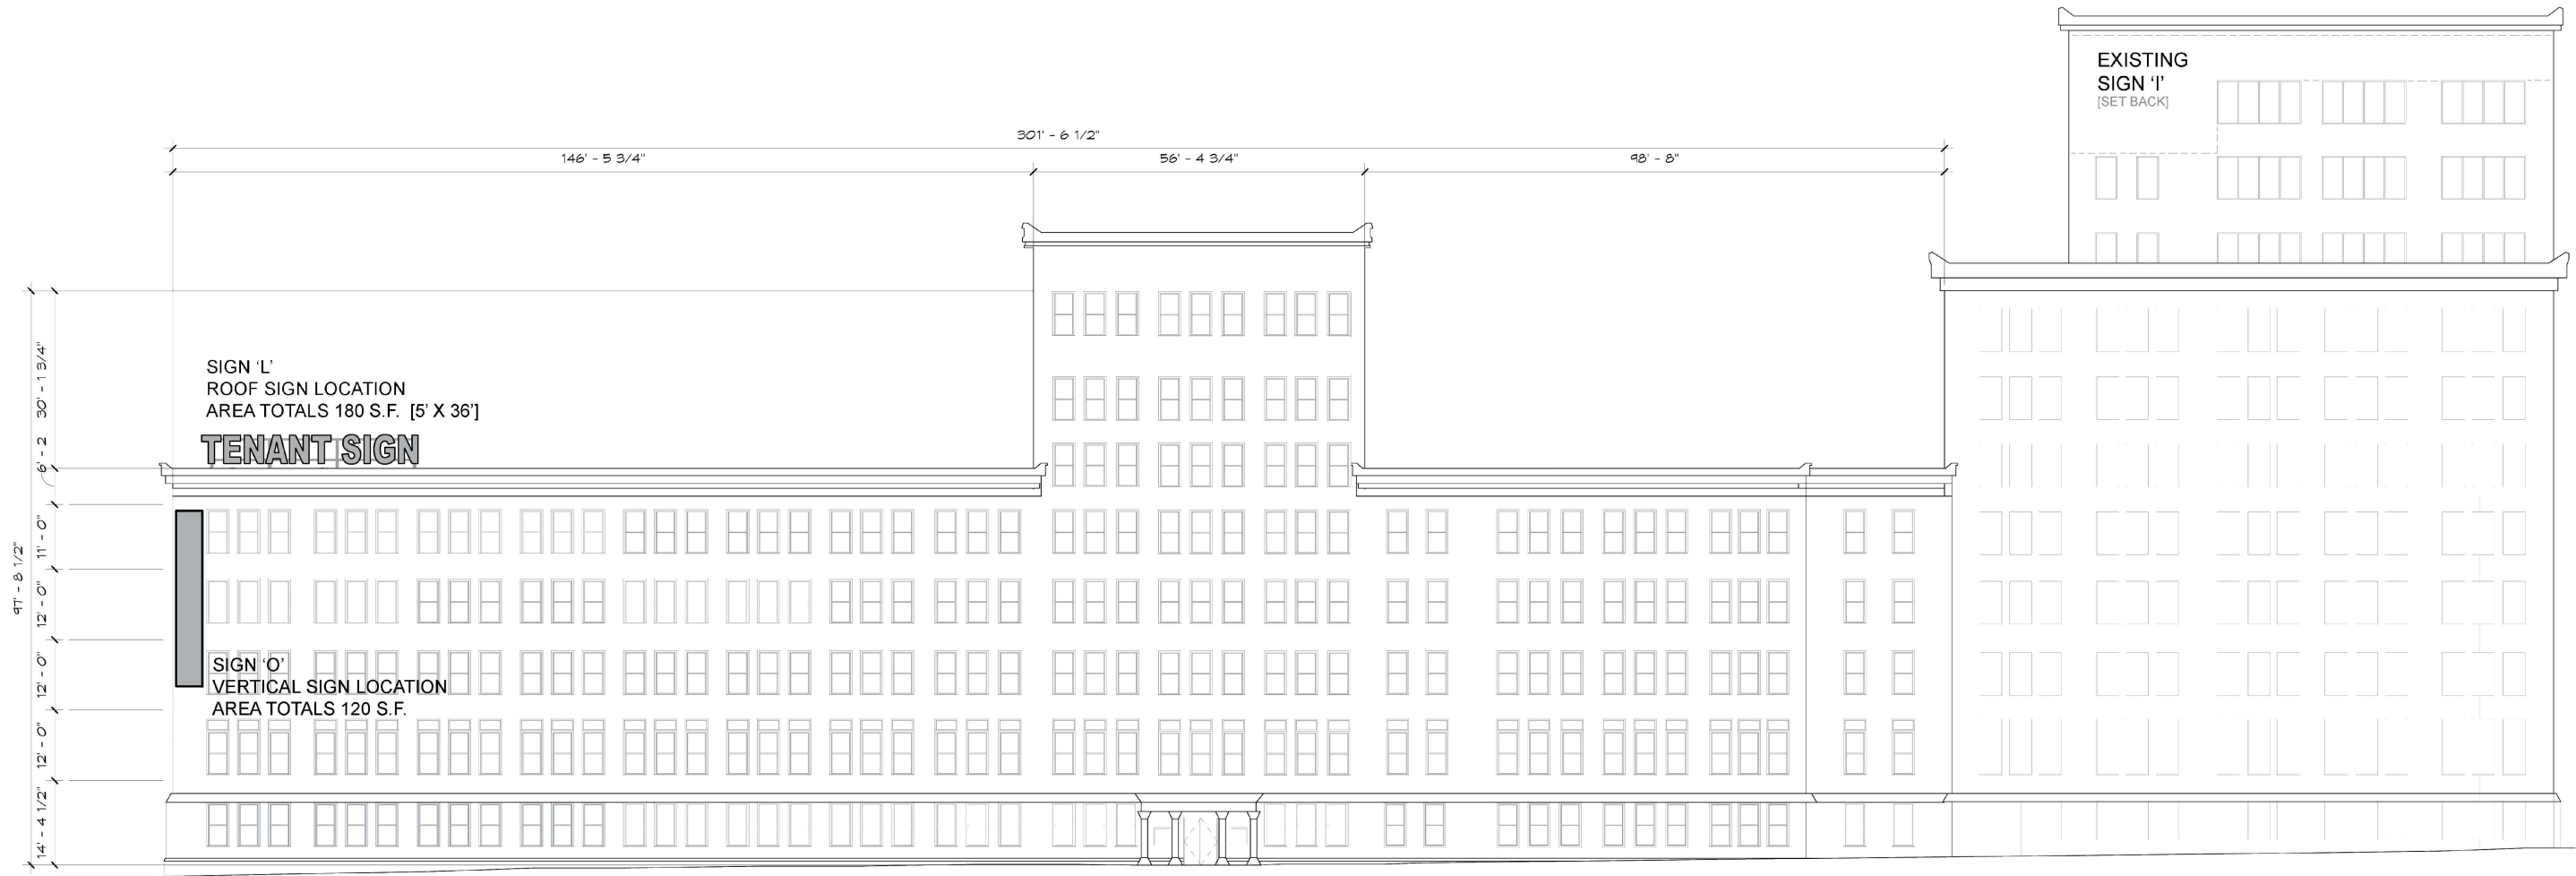 EXISTING
SIGN ‘I’
[SET BACK]
301' - 6 1/2"
146' - 5 3/4"
56' - 4 3/4"
98' - 8"
SIGN ‘L’
ROOF SIGN LOCATION
AREA TOTALS 180 S.F. [5’ X 36’]
TENANT SIGN
SIGN ‘O’
VERTICAL SIGN LOCATION
AREA TOTALS 120 S.F.
97' - 8 1/2"
30' - 1 3/4"
6' - 2
11' - 0"
12' - 0"
12' - 0"
12' - 0"
14' - 4 1/2"